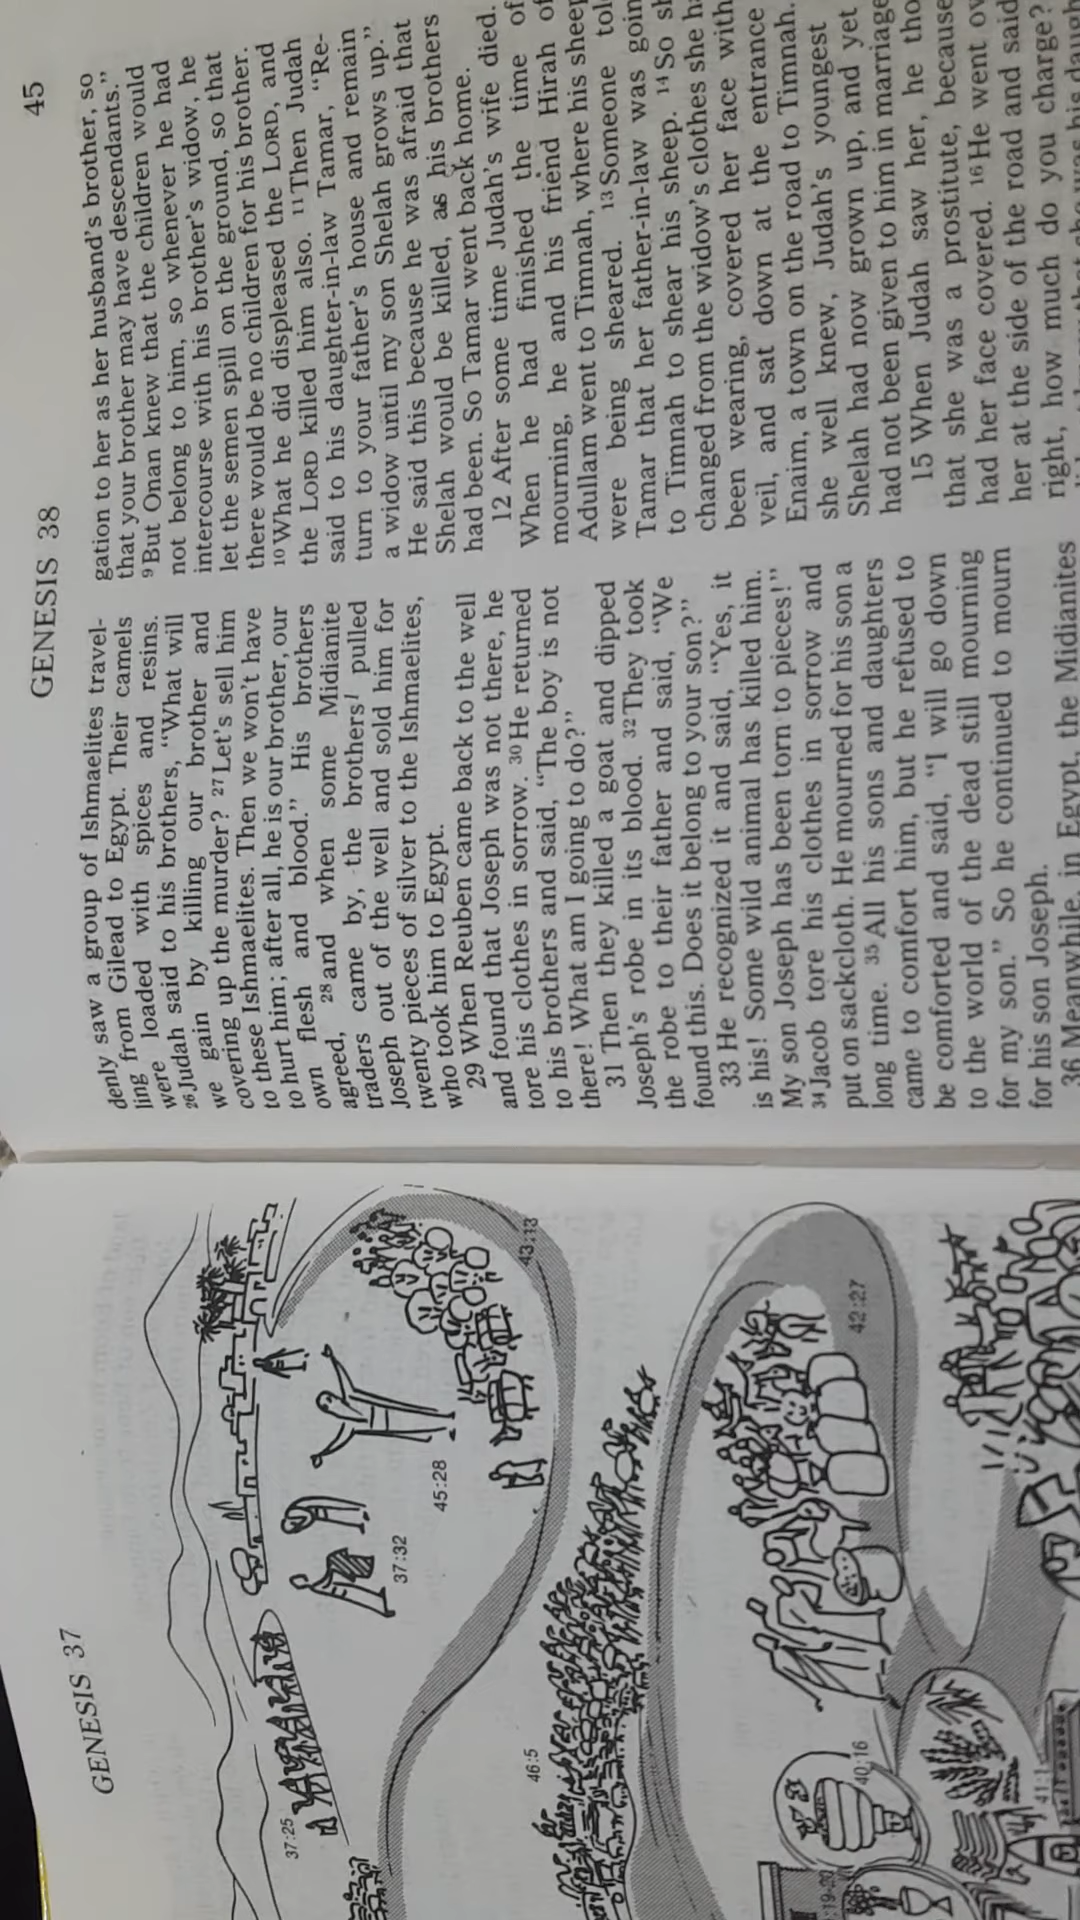 GENESIS 37
37:25
37:32
45:28
43:13
46:5
42:27
40:16
GENESIS 38
45
denly saw a group of Ishmaelites travel-
ling from Gilead to Egypt. Their camels
were loaded with spices and resins.
26 Judah said to his brothers, “What will
we gain by killing our brother and
covering up the murder? 27 Let's sell him
to these Ishmaelites. Then we won't have
to hurt him; after all, he is our brother, our
own flesh and blood.” His brothers
agreed, 28 and when some Midianite
traders came by, the brothers l pulled
Joseph out of the well and sold him for
twenty pieces of silver to the Ishmaelites,
who took him to Egypt.
29 When Reuben came back to the well
and found that Joseph was not there, he
tore his clothes in sorrow. 30 He returned
to his brothers and said, “The boy is not
there! What am I going to do?”
31 Then they killed a goat and dipped
Joseph's robe in its blood. 32 They took
the robe to their father and said, “We
found this. Does it belong to your son?”
33 He recognized it and said, “Yes, it
is his! Some wild animal has killed him.
My son Joseph has been torn to pieces!”
34 Jacob tore his clothes in sorrow and
put on sackcloth. He mourned for his son a
long time. 35 All his sons and daughters
came to comfort him, but he refused to
be comforted and said, “I will go down
to the world of the dead still mourning
for my son.” So he continued to mourn
for his son Joseph.
36 Meanwhile, in Egypt, the Midianites
gation to her as her husband's brother, so
that your brother may have descendants.”
9 But Onan knew that the children would
not belong to him, so whenever he had
intercourse with his brother's widow, he
let the semen spill on the ground, so that
there would be no children for his brother.
10 What he did displeased the LORD, and
the LORD killed him also. 11 Then Judah
said to his daughter-in-law Tamar, “Re-
turn to your father's house and remain
a widow until my son Shelah grows up.”
He said this because he was afraid that
Shelah would be killed, as his brothers
had been. So Tamar went back home.
12 After some time Judah's wife died.
When he had finished the time of
mourning, he and his friend Hirah of
Adullam went to Timnah, where his sheep
were being sheared. 13 Someone tol
Tamar that her father-in-law was goin
to Timnah to shear his sheep. 14 So sh
changed from the widow's clothes she ha
been wearing, covered her face with
veil, and sat down at the entrance
Enaim, a town on the road to Timnah.
she well knew, Judah's youngest
Shelah had now grown up, and yet
had not been given to him in marriage
15 When Judah saw her, he tho
that she was a prostitute, because
had her face covered. 16 He went ov
her at the side of the road and said
right, how much do you charge?